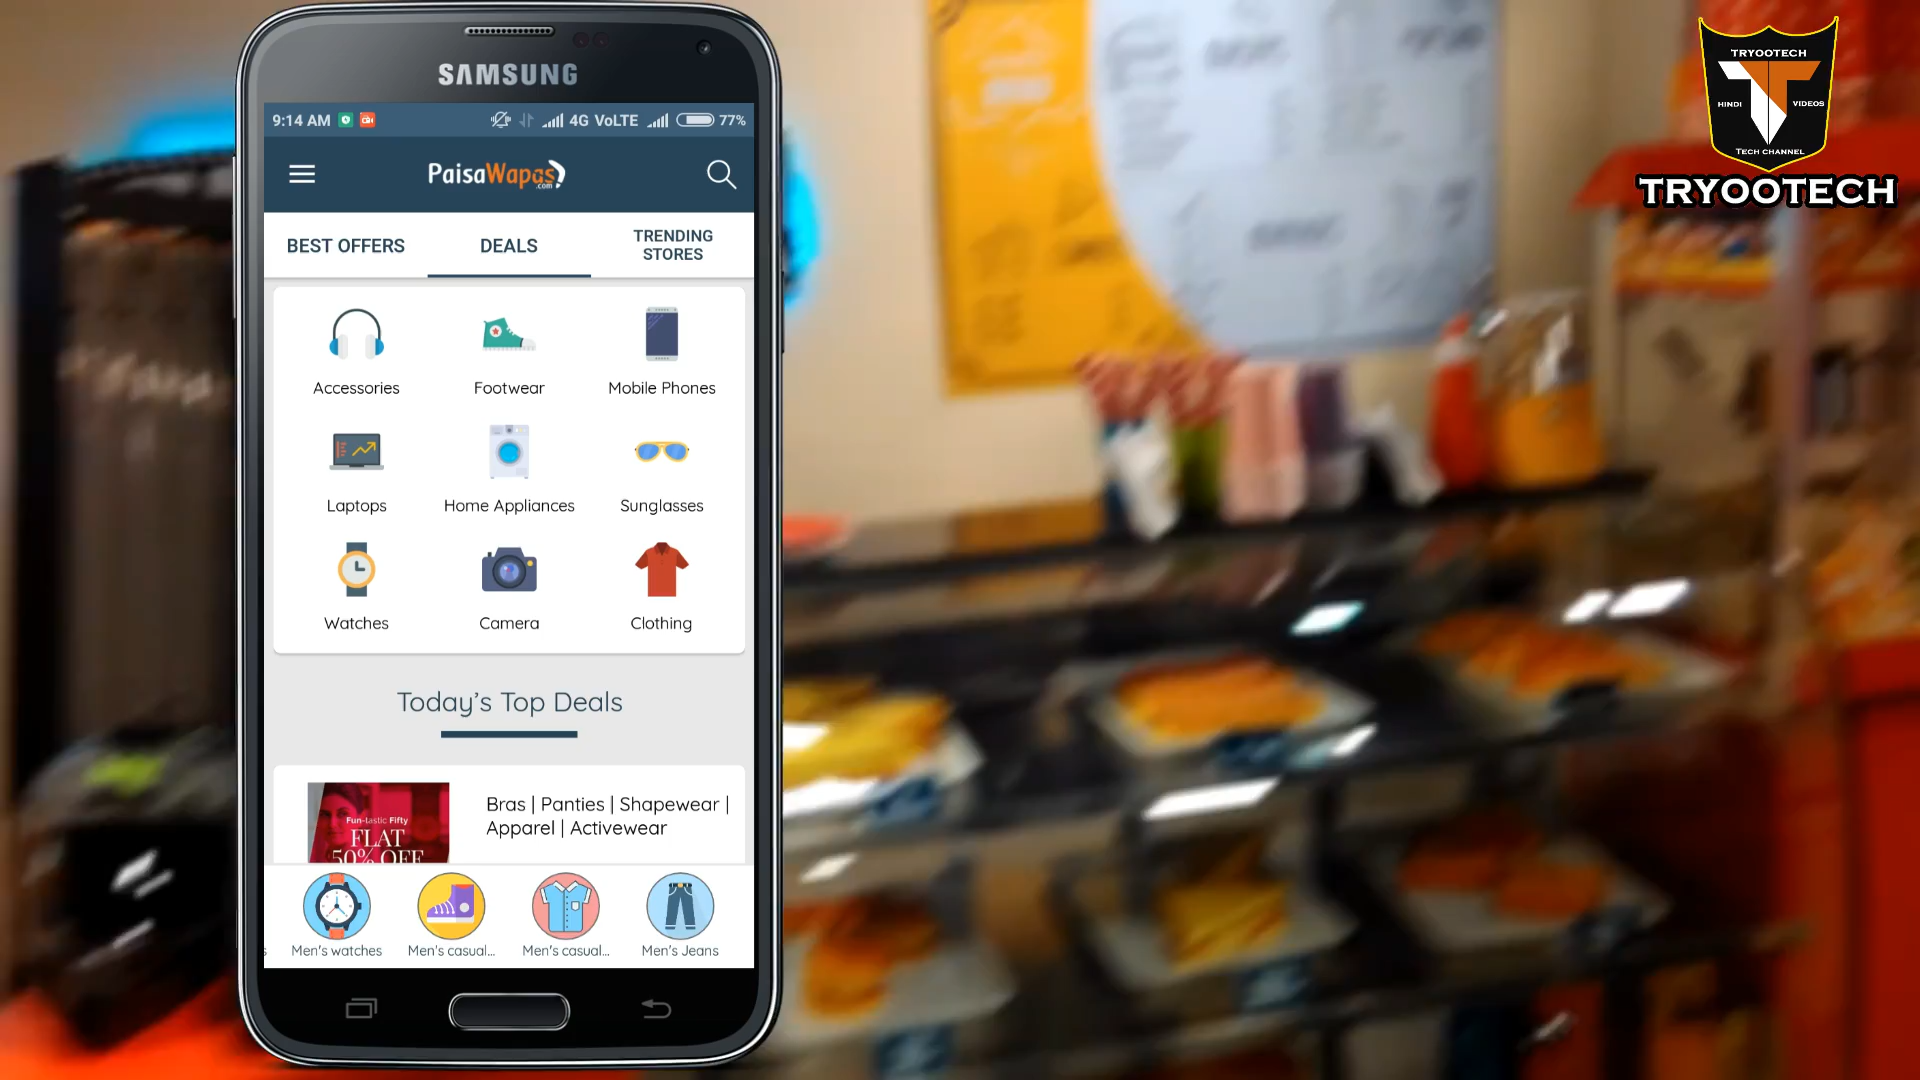 SAMSUNG
9:14 AM
4G VoLTE
77%
PaisaWapas
.com
BEST OFFERS
DEALS
TRENDING
STORES
Accessories
Footwear
Mobile Phones
Laptops
Home Appliances
Sunglasses
Watches
Camera
Clothing
Today's Top Deals
Fun-tastic Fifty
FLAT
50% OFF
Bras | Panties | Shapewear |
Apparel | Activewear
s
Men's watches
Men's casual...
Men's casual...
Men's Jeans
TRYOOTECH
HINDI
VIDEOS
TECH CHANNEL
TRYOOTECH